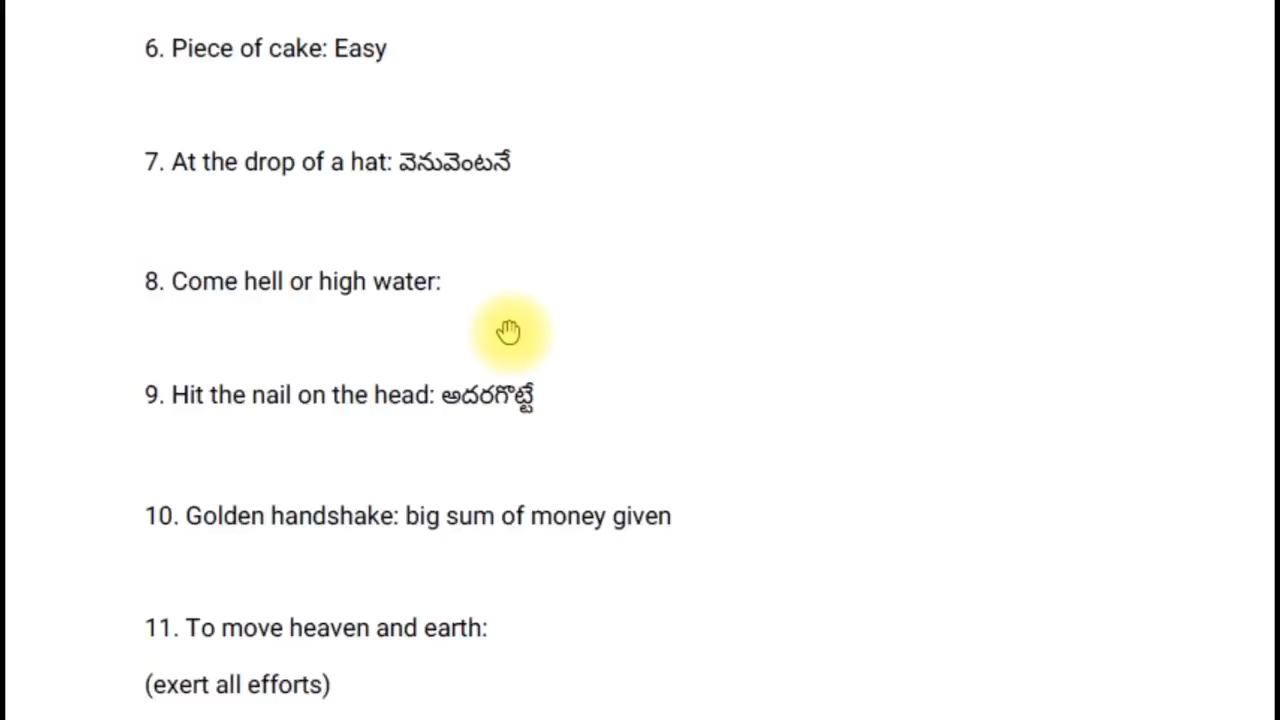 6. Piece of cake: Easy
7. At the drop of a hat: వెనువెంటనే
8. Come hell or high water:
9. Hit the nail on the head: అదరగొట్టే
10. Golden handshake: big sum of money given
11. To move heaven and earth:
(exert all efforts)